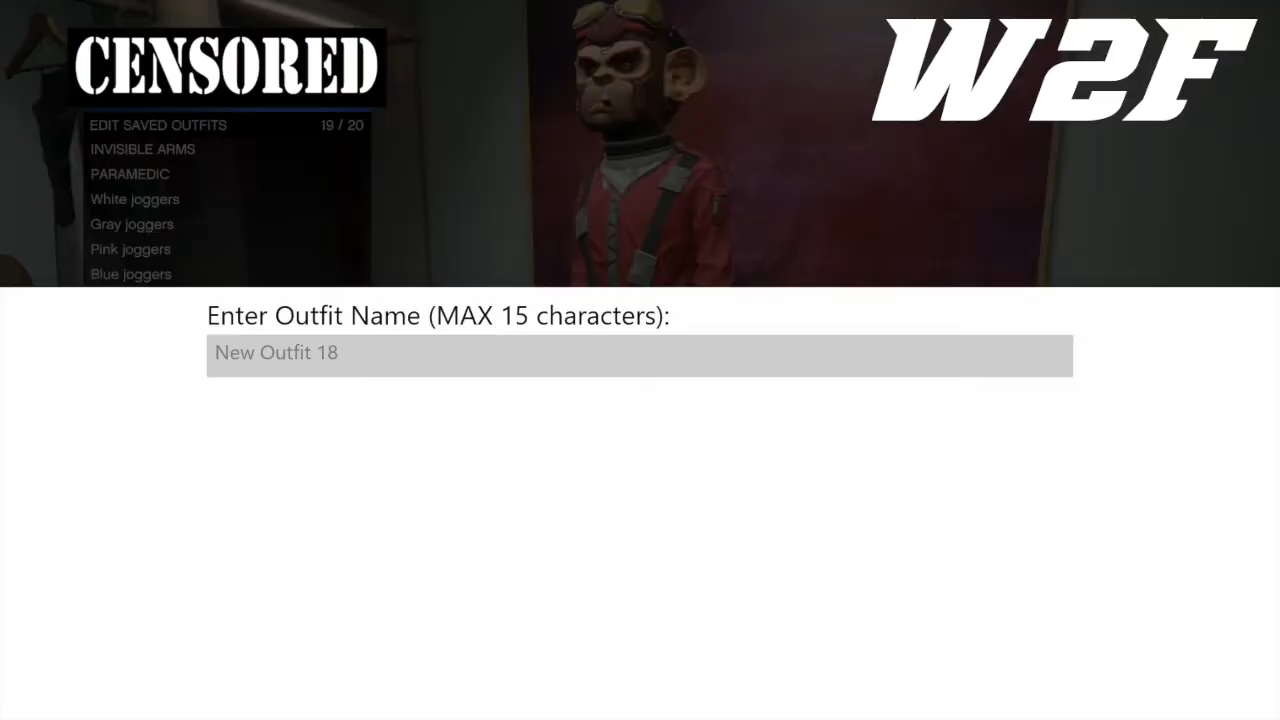 CENSORED
W2F
EDIT SAVED OUTFITS 19 / 20
INVISIBLE ARMS
PARAMEDIC
White joggers
Gray joggers
Pink joggers
Blue joggers
Enter Outfit Name (MAX 15 characters):
New Outfit 18